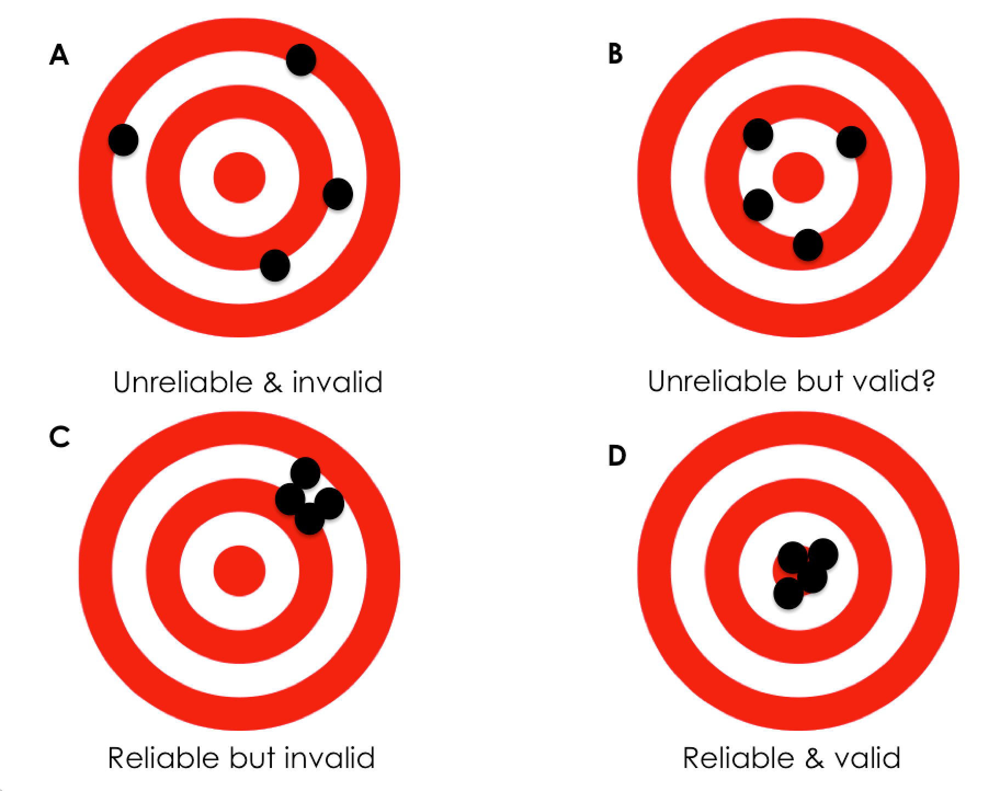 A
B
Unreliable & invalid
Unreliable but valid?
C
D
Reliable but invalid
Reliable & valid